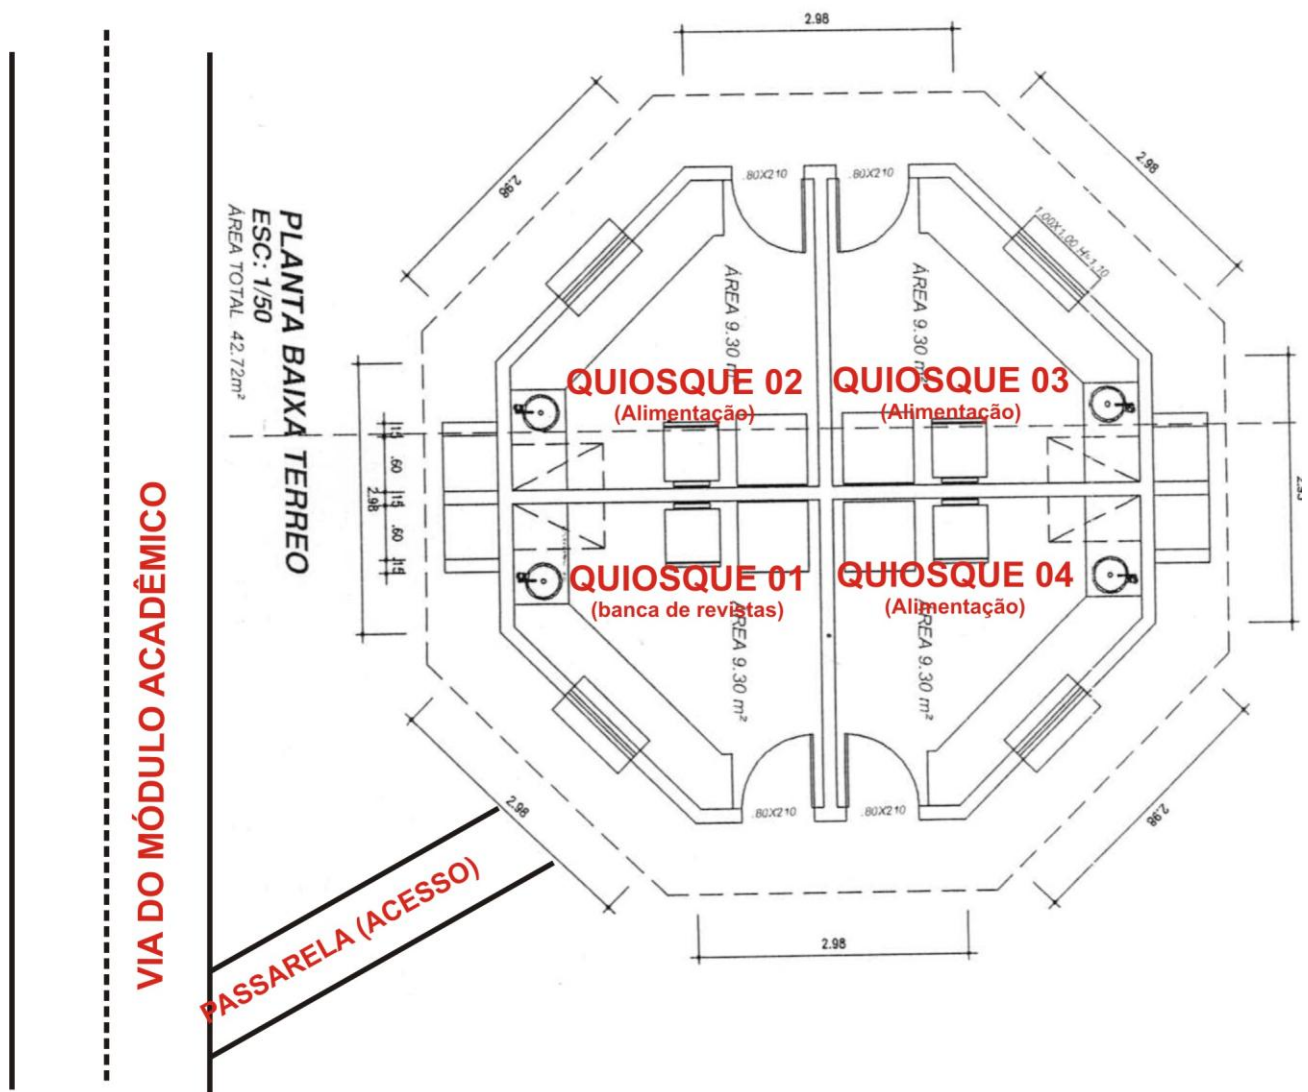 2.98
2.98
2.98
.80X210
.80X210
1.00X1.00 H=1.10
PLANTA BAIXA TERREO
ESC: 1/50
ÁREA TOTAL 42.72m²
ÁREA 9.30 m²
ÁREA 9.30 m²
QUIOSQUE 02
(Alimentação)
QUIOSQUE 03
(Alimentação)
.15
.60
.15
.60
.15
2.98
QUIOSQUE 01
(banca de revistas)
QUIOSQUE 04
(Alimentação)
ÁREA 9.30 m²
ÁREA 9.30 m²
VIA DO MÓDULO ACADÊMICO
.80X210
.80X210
2.98
2.98
PASSARELA (ACESSO)
2.98